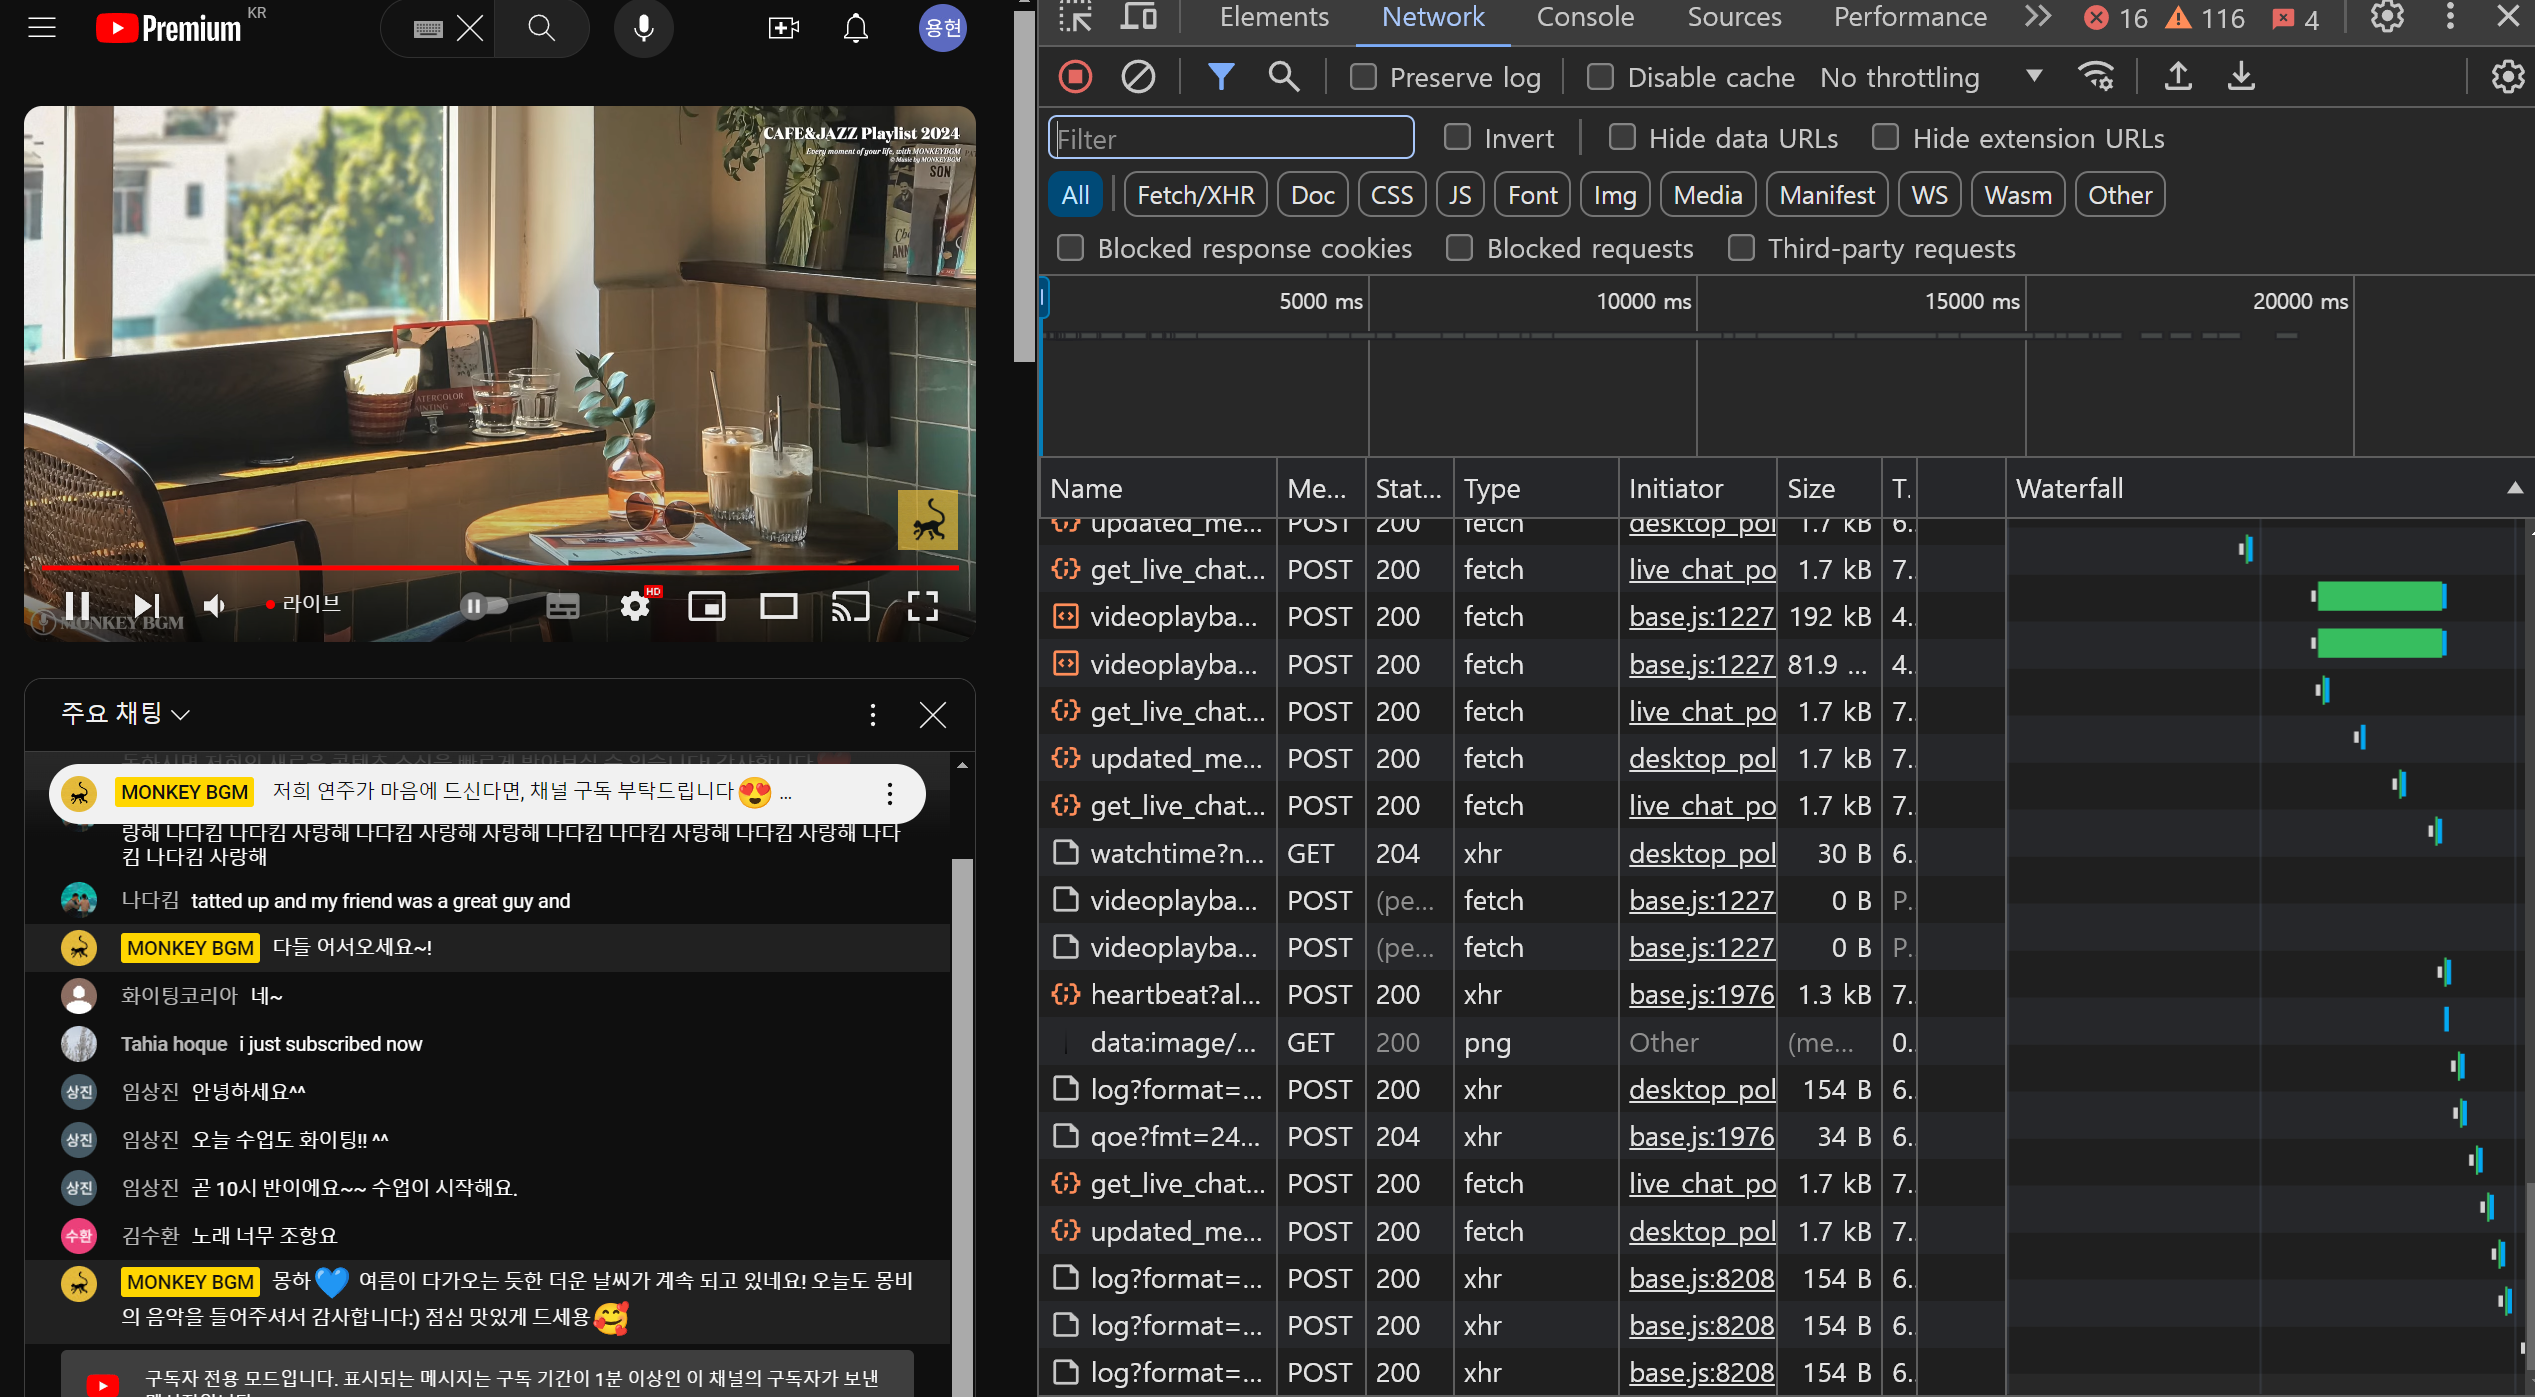 Premium KR
용현
CAFE&JAZZ Playlist 2024
Every moment of your life, with MONKEYBGM
© Music by MONKEYBGM
SON
라이브
HD
MONKEY BGM
주요 채팅
MONKEY BGM 저희 연주가 마음에 드신다면, 채널 구독 부탁드립니다😍 ...
랑해 나다킴 나다킴 사랑해 나다킴 사랑해 사랑해 나다킴 나다킴 사랑해 나다킴 사랑해 나다
킴 나다킴 사랑해
나다킴 tatted up and my friend was a great guy and
MONKEY BGM 다들 어서오세요~!
화이팅코리아 네~
Tahia hoque i just subscribed now
상진 임상진 안녕하세요^^
상진 임상진 오늘 수업도 화이팅!! ^^
상진 임상진 곧 10시 반이에요~~ 수업이 시작해요.
수환 김수환 노래 너무 조항요
MONKEY BGM 몽하💙 여름이 다가오는 듯한 더운 날씨가 계속 되고 있네요! 오늘도 몽비
의 음악을 들어주셔서 감사합니다:) 점심 맛있게 드세용🥰
구독자 전용 모드입니다. 표시되는 메시지는 구독 기간이 1분 이상인 이 채널의 구독자가 보낸
Elements Network Console Sources Performance 16 116 4
Preserve log Disable cache No throttling
Filter Invert Hide data URLs Hide extension URLs
All Fetch/XHR Doc CSS JS Font Img Media Manifest WS Wasm Other
Blocked response cookies Blocked requests Third-party requests
5000 ms 10000 ms 15000 ms 20000 ms
Name Me... Stat... Type Initiator Size T. Waterfall
updated_me... POST 200 fetch desktop_pol 1.7 kB 6.
get_live_chat... POST 200 fetch live_chat_po 1.7 kB 7.
videoplayba... POST 200 fetch base.js:1227 192 kB 4.
videoplayba... POST 200 fetch base.js:1227 81.9 ... 4.
get_live_chat... POST 200 fetch live_chat_po 1.7 kB 7.
updated_me... POST 200 fetch desktop_pol 1.7 kB 7.
get_live_chat... POST 200 fetch live_chat_po 1.7 kB 7.
watchtime?n... GET 204 xhr desktop_pol 30 B 6.
videoplayba... POST (pe... fetch base.js:1227 0 B P.
videoplayba... POST (pe... fetch base.js:1227 0 B P.
heartbeat?al... POST 200 xhr base.js:1976 1.3 kB 7.
data:image/... GET 200 png Other (me... 0.
log?format=... POST 200 xhr desktop_pol 154 B 6.
qoe?fmt=24... POST 204 xhr base.js:1976 34 B 6.
get_live_chat... POST 200 fetch live_chat_po 1.7 kB 7.
updated_me... POST 200 fetch desktop_pol 1.7 kB 7.
log?format=... POST 200 xhr base.js:8208 154 B 6.
log?format=... POST 200 xhr base.js:8208 154 B 6.
log?format=... POST 200 xhr base.js:8208 154 B 6.